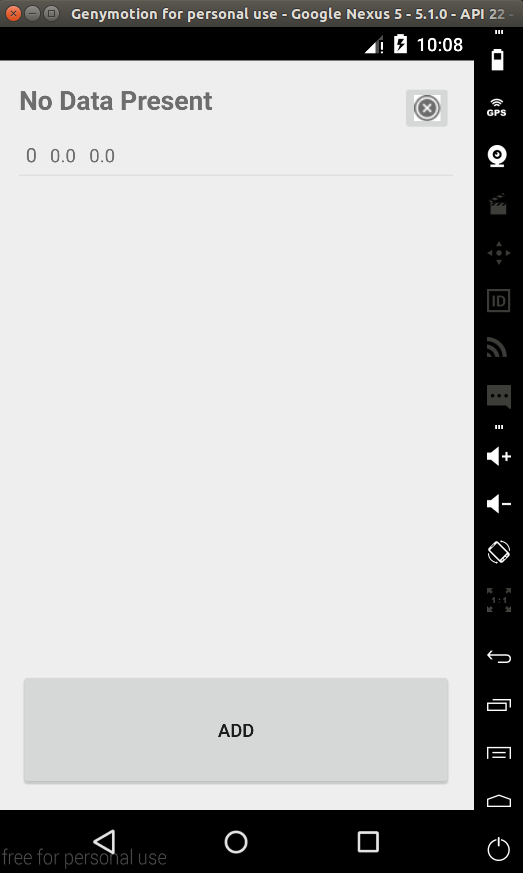 Genymotion for personal use - Google Nexus 5 - 5.1.0 - API 22 -
10:08
No Data Present
0 0.0 0.0
GPS
ID
1:1
ADD
free for personal use